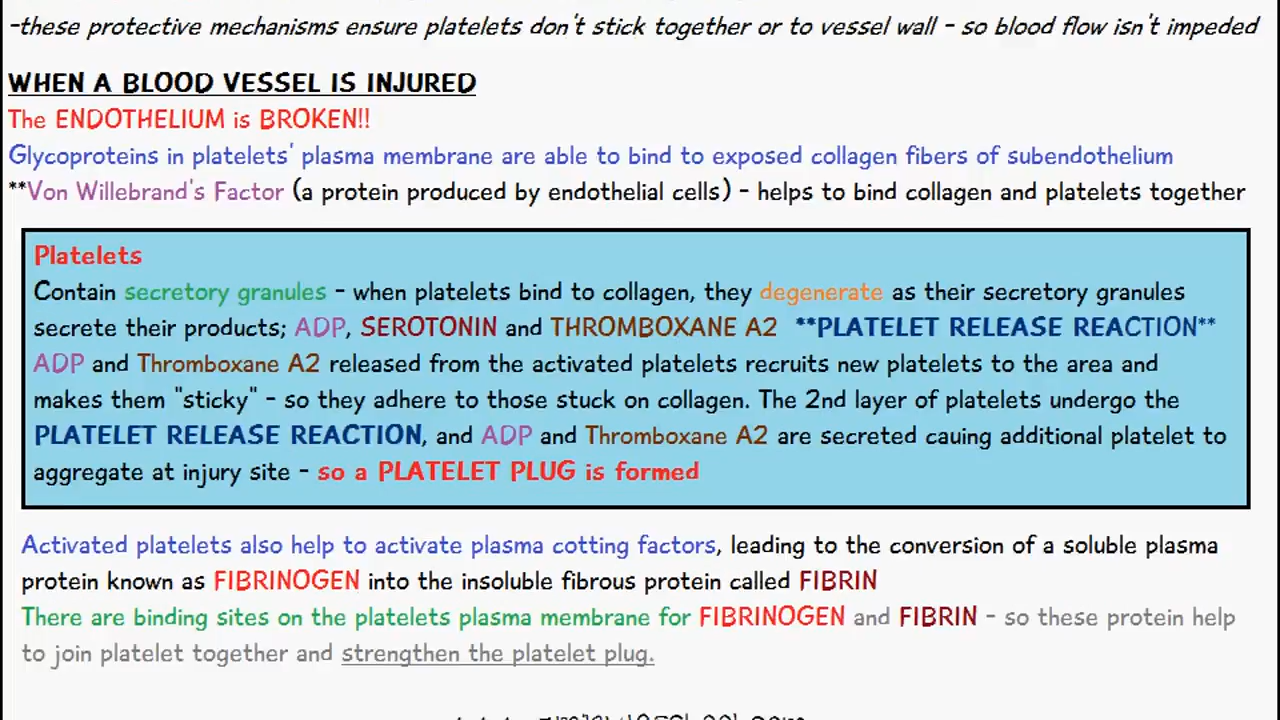 -these protective mechanisms ensure platelets don't stick together or to vessel wall - so blood flow isn't impeded
WHEN A BLOOD VESSEL IS INJURED
The ENDOTHELIUM is BROKEN!!
Glycoproteins in platelets' plasma membrane are able to bind to exposed collagen fibers of subendothelium
**Von Willebrand's Factor (a protein produced by endothelial cells) - helps to bind collagen and platelets together
Platelets
Contain secretory granules - when platelets bind to collagen, they degenerate as their secretory granules
secrete their products; ADP, SEROTONIN and THROMBOXANE A2 **PLATELET RELEASE REACTION**
ADP and Thromboxane A2 released from the activated platelets recruits new platelets to the area and
makes them "sticky" - so they adhere to those stuck on collagen. The 2nd layer of platelets undergo the
PLATELET RELEASE REACTION, and ADP and Thromboxane A2 are secreted cauing additional platelet to
aggregate at injury site - so a PLATELET PLUG is formed
Activated platelets also help to activate plasma cotting factors, leading to the conversion of a soluble plasma
protein known as FIBRINOGEN into the insoluble fibrous protein called FIBRIN
There are binding sites on the platelets plasma membrane for FIBRINOGEN and FIBRIN - so these protein help
to join platelet together and strengthen the platelet plug.